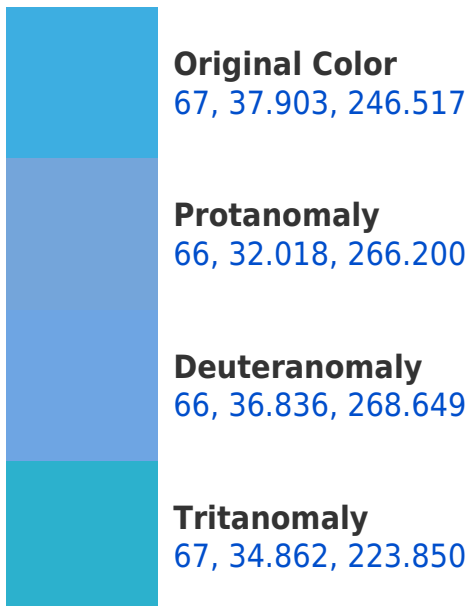 Original Color
67, 37.903, 246.517
Protanomaly
66, 32.018, 266.200
Deuteranomaly
66, 36.836, 268.649
Tritanomaly
67, 34.862, 223.850